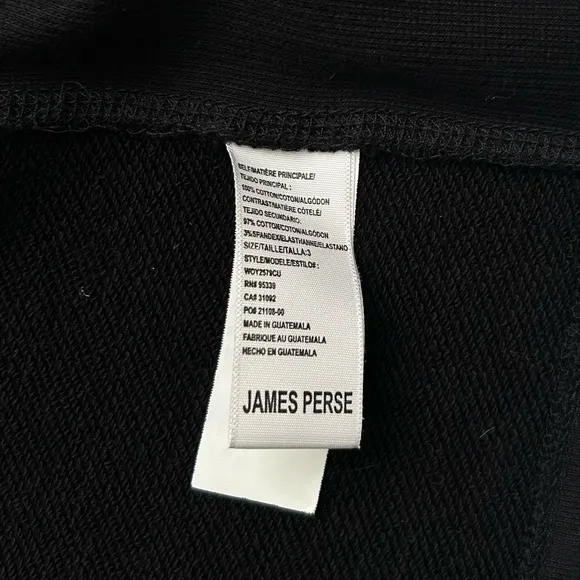 SELF/MATIÈRE PRINCIPALE/
TEJIDO PRINCIPAL :
100% COTTON/COTON/ALGÓDON
CONTRAST/MATIÈRE CÔTELÉ/
TEJIDO SECUNDARIO:
97% COTTON/COTON/ALGÓDON
3%SPANDEX/ELASTHANNE/ELASTANO
SIZE/TAILLE/TALLA:3
STYLE/MODELE/ESTILO# :
WOY2579CU
RN# 95339
CA# 31092
PO# 21108-00
MADE IN GUATEMALA
FABRIQUE AU GUATEMALA
HECHO EN GUATEMALA
JAMES PERSE